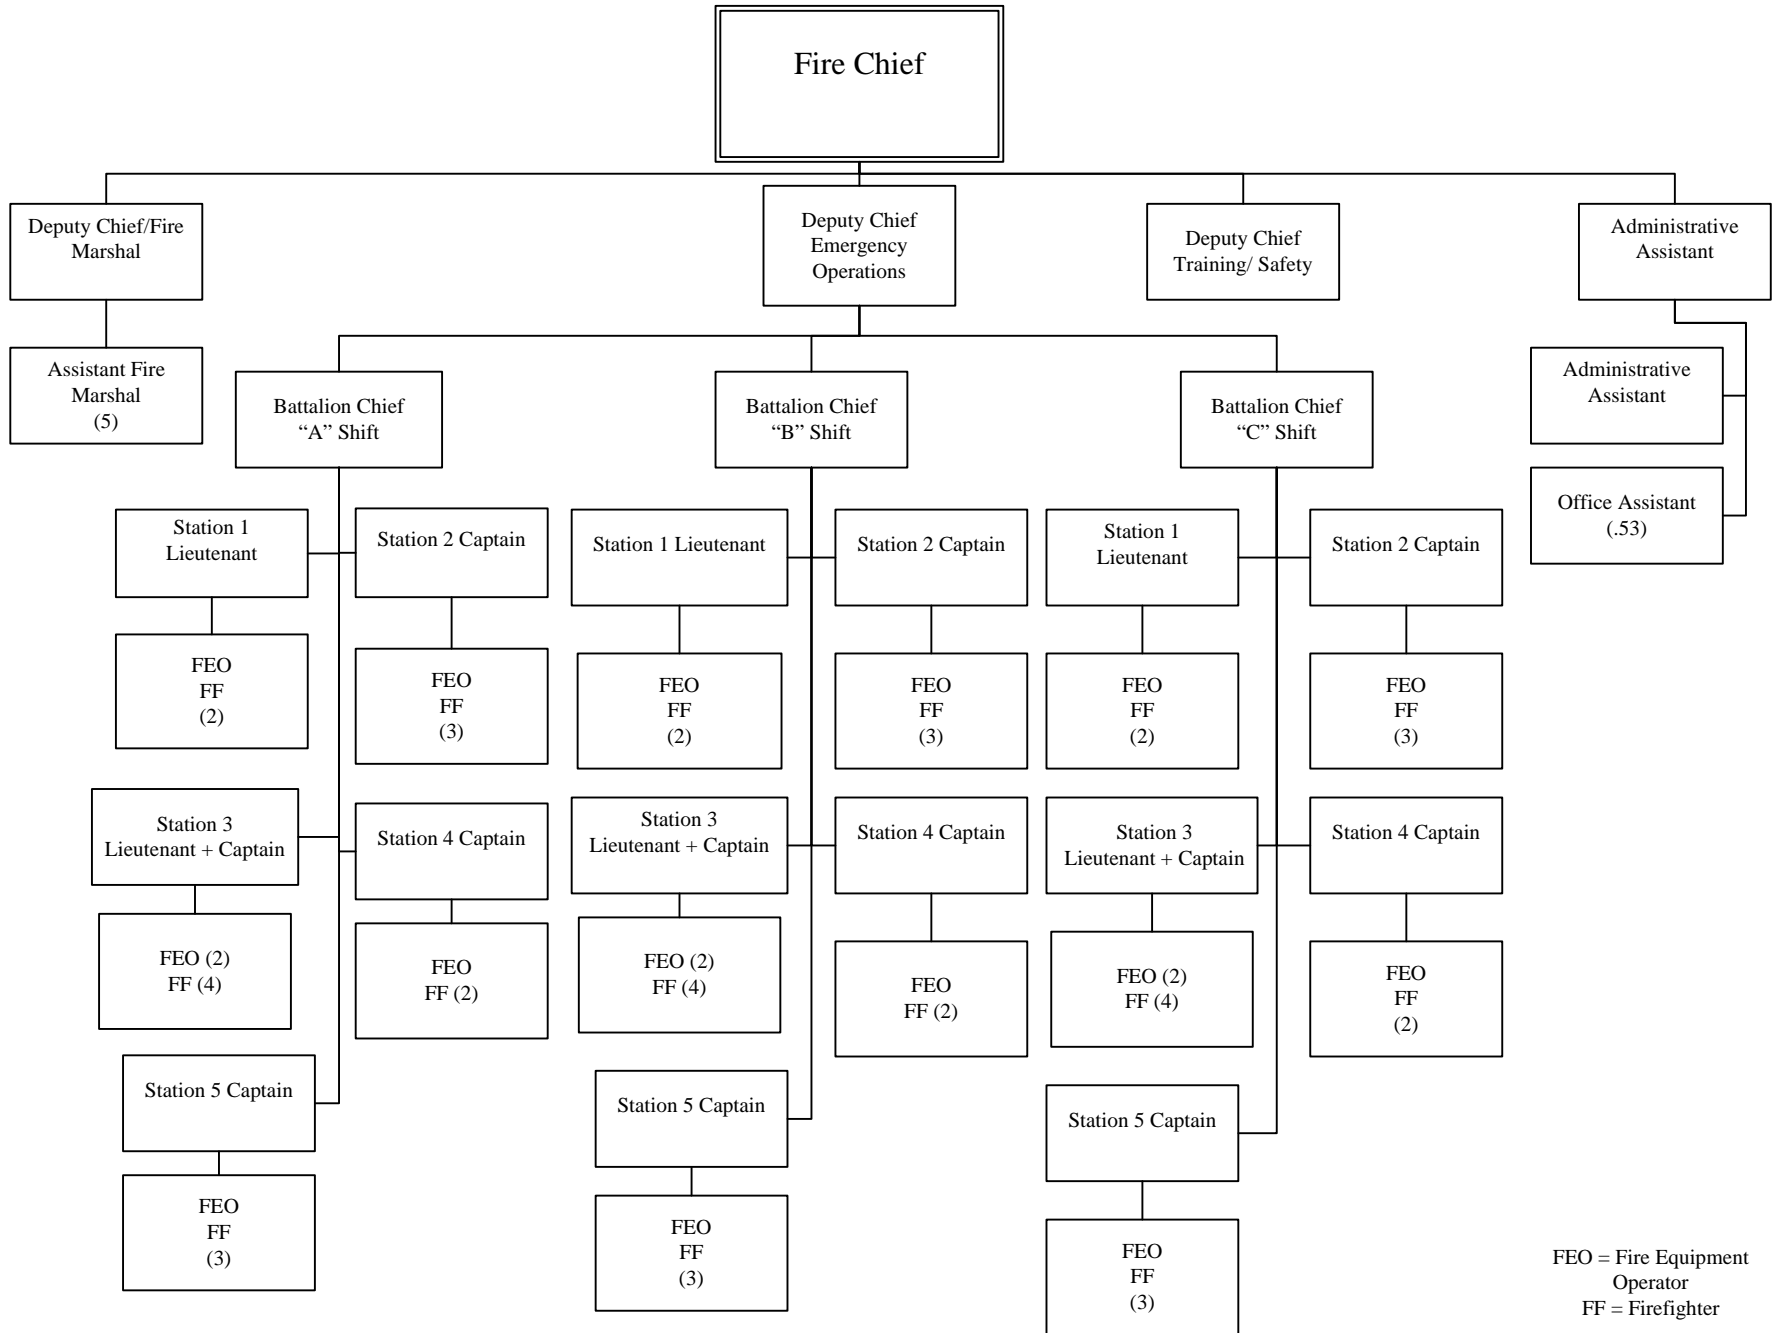 Fire Chief
Deputy Chief/Fire
Marshal
Deputy Chief
Emergency
Operations
Deputy Chief
Training/ Safety
Administrative
Assistant
Assistant Fire
Marshal
(5)
Battalion Chief
“A” Shift
Battalion Chief
“B” Shift
Battalion Chief
“C” Shift
Administrative
Assistant
Office Assistant
(.53)
Station 1
Lieutenant
Station 2 Captain
Station 1 Lieutenant
Station 2 Captain
Station 1
Lieutenant
Station 2 Captain
FEO
FF
(2)
FEO
FF
(3)
FEO
FF
(2)
FEO
FF
(3)
FEO
FF
(2)
FEO
FF
(3)
Station 3
Lieutenant + Captain
Station 4 Captain
Station 3
Lieutenant + Captain
Station 4 Captain
Station 3
Lieutenant + Captain
Station 4 Captain
FEO (2)
FF (4)
FEO
FF (2)
FEO (2)
FF (4)
FEO
FF (2)
FEO (2)
FF (4)
FEO
FF
(2)
Station 5 Captain
Station 5 Captain
Station 5 Captain
FEO
FF
(3)
FEO
FF
(3)
FEO
FF
(3)
FEO = Fire Equipment
Operator
FF = Firefighter